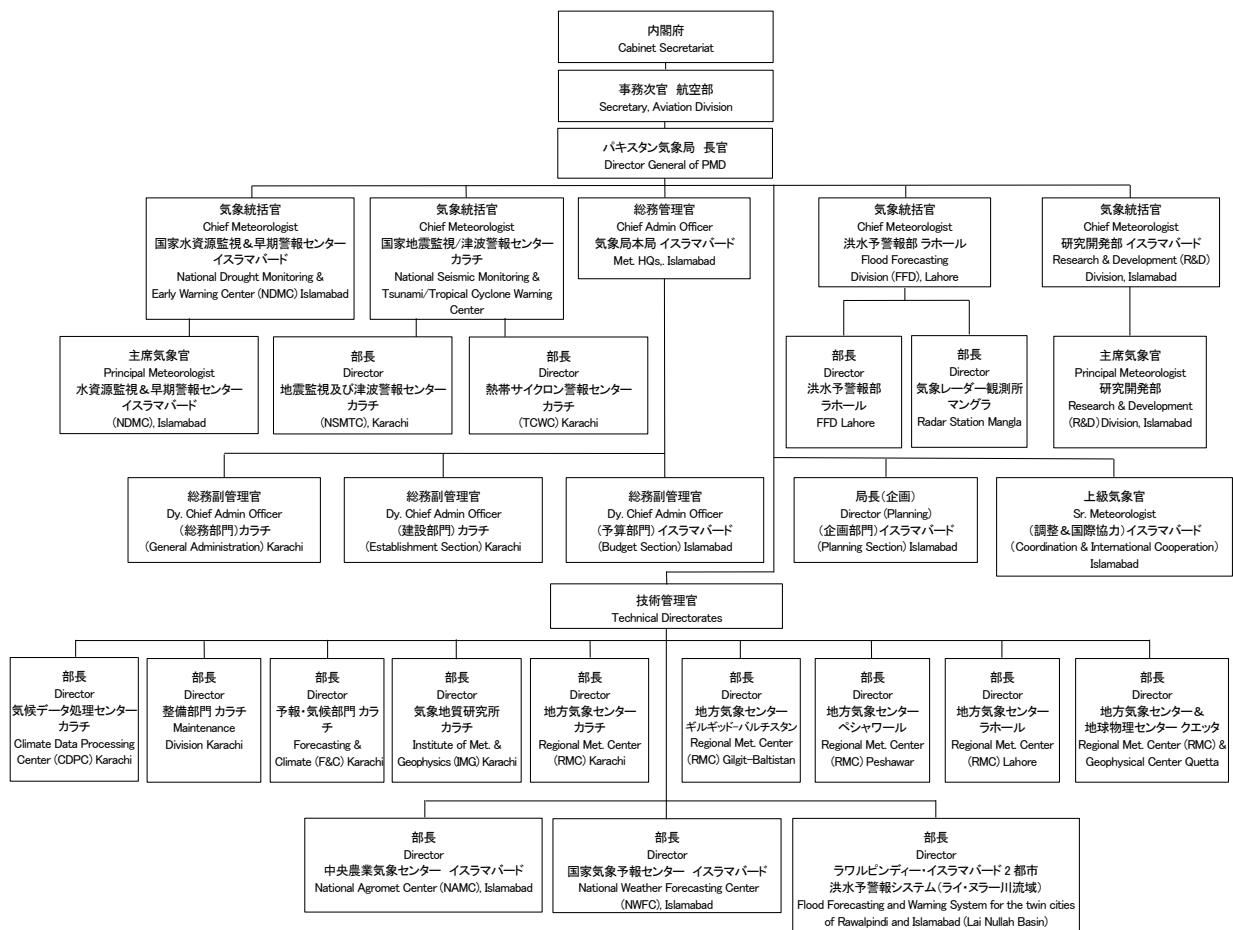 内閣府
Cabinet Secretariat
事務次官 航空部
Secretary, Aviation Division
パキスタン気象局 長官
Director General of PMD
気象統括官
Chief Meteorologist
国家水資源監視＆早期警報センター
イスラマバード
National Drought Monitoring &
Early Warning Center (NDMC) Islamabad
気象統括官
Chief Meteorologist
国家地震監視/津波警報センター
カラチ
National Seismic Monitoring &
Tsunami/Tropical Cyclone Warning
Center
総務管理官
Chief Admin Officer
気象局本局 イスラマバード
Met. HQs,. Islamabad
気象統括官
Chief Meteorologist
洪水予警報部 ラホール
Flood Forecasting
Division (FFD), Lahore
気象統括官
Chief Meteorologist
研究開発部 イスラマバード
Research & Development (R&D)
Division, Islamabad
主席気象官
Principal Meteorologist
水資源監視＆早期警報センター
イスラマバード
(NDMC), Islamabad
部長
Director
地震監視及び津波警報センター
カラチ
(NSMTC), Karachi
部長
Director
熱帯サイクロン警報センター
カラチ
(TCWC) Karachi
部長
Director
洪水予警報部
ラホール
FFD Lahore
部長
Director
気象レーダー観測所
マングラ
Radar Station Mangla
主席気象官
Principal Meteorologist
研究開発部
Research & Development
(R&D)Division, Islamabad
総務副管理官
Dy. Chief Admin Officer
(総務部門)カラチ
(General Administration) Karachi
総務副管理官
Dy. Chief Admin Officer
(建設部門)カラチ
(Establishment Section) Karachi
総務副管理官
Dy. Chief Admin Officer
(予算部門)イスラマバード
(Budget Section) Islamabad
局長(企画)
Director (Planning)
(企画部門)イスラマバード
(Planning Section) Islamabad
上級気象官
Sr. Meteorologist
(調整＆国際協力)イスラマバード
(Coordination & International Cooperation)
Islamabad
技術管理官
Technical Directorates
部長
Director
気候データ処理センター
カラチ
Climate Data Processing
Center (CDPC) Karachi
部長
Director
整備部門 カラチ
Maintenance
Division Karachi
部長
Director
予報・気候部門 カラ
チ
Forecasting &
Climate (F&C) Karachi
部長
Director
気象地質研究所
カラチ
Institute of Met. &
Geophysics (IMG) Karachi
部長
Director
地方気象センター
カラチ
Regional Met. Center
(RMC) Karachi
部長
Director
地方気象センター
ギルギッド-バルチスタン
Regional Met. Center
(RMC) Gilgit-Baltistan
部長
Director
地方気象センター
ペシャワール
Regional Met. Center
(RMC) Peshawar
部長
Director
地方気象センター
ラホール
Regional Met. Center
(RMC) Lahore
部長
Director
地方気象センター＆
地球物理センター クエッタ
Regional Met. Center (RMC) &
Geophysical Center Quetta
部長
Director
中央農業気象センター イスラマバード
National Agromet Center (NAMC), Islamabad
部長
Director
国家気象予報センター イスラマバード
National Weather Forecasting Center
(NWFC), Islamabad
部長
Director
ラワルピンディー・イスラマバード2都市
洪水予警報システム(ライ・ヌラー川流域)
Flood Forecasting and Warning System for the twin cities
of Rawalpindi and Islamabad (Lai Nullah Basin)